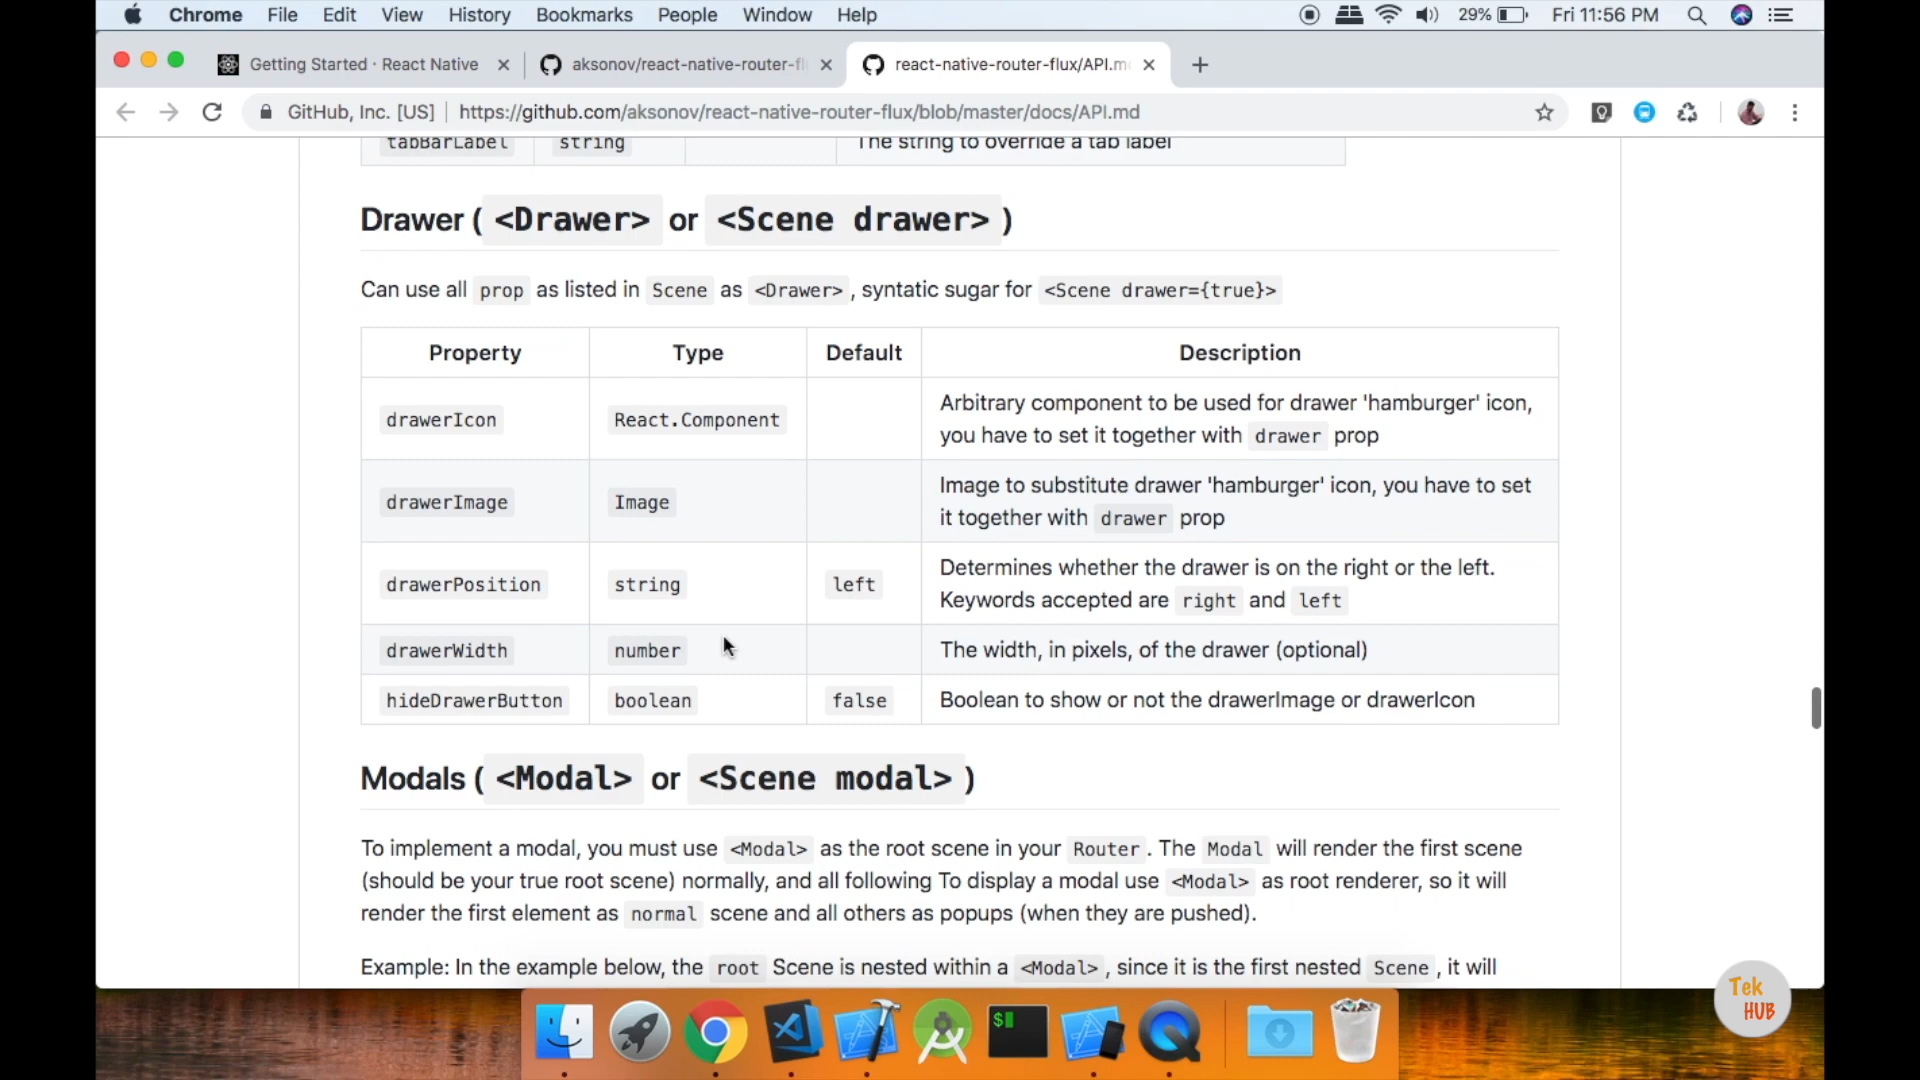 Chrome File Edit View History Bookmarks People Window Help 29% Fri 11:56 PM
Getting Started · React Native aksonov/react-native-router-fl react-native-router-flux/API.m
GitHub, Inc. [US] https://github.com/aksonov/react-native-router-flux/blob/master/docs/API.md
tabBarLabel string The string to override a tab label
Drawer ( <Drawer> or <Scene drawer> )
Can use all prop as listed in Scene as <Drawer> , syntatic sugar for <Scene drawer={true}>
Property Type Default Description
drawerIcon React.Component Arbitrary component to be used for drawer 'hamburger' icon,
you have to set it together with drawer prop
drawerImage Image Image to substitute drawer 'hamburger' icon, you have to set
it together with drawer prop
drawerPosition string left Determines whether the drawer is on the right or the left.
Keywords accepted are right and left
drawerWidth number The width, in pixels, of the drawer (optional)
hideDrawerButton boolean false Boolean to show or not the drawerImage or drawerIcon
Modals ( <Modal> or <Scene modal> )
To implement a modal, you must use <Modal> as the root scene in your Router . The Modal will render the first scene
(should be your true root scene) normally, and all following To display a modal use <Modal> as root renderer, so it will
render the first element as normal scene and all others as popups (when they are pushed).
Example: In the example below, the root Scene is nested within a <Modal> , since it is the first nested Scene , it will
Tek
HUB
$